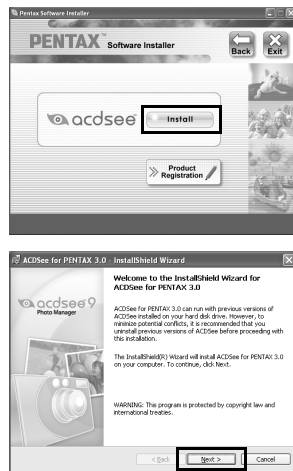 Pentax Software Installer
PENTAX™ Software Installer
Back
Exit
acdsee™
Install
Product
Registration
ACDSee for PENTAX 3.0 - InstallShield Wizard
acdsee 9
Photo Manager
Welcome to the InstallShield Wizard for
ACDSee for PENTAX 3.0
ACDSee for PENTAX 3.0 can run with previous versions of
ACDSee installed on your hard disk drive. However, to
minimize potential conflicts, it is recommended that you
uninstall previous versions of ACDSee before proceeding with
this installation.
The InstallShield(R) Wizard will install ACDSee for PENTAX 3.0
on your computer. To continue, click Next.
WARNING: This program is protected by copyright law and
international treaties.
< Back
Next >
Cancel